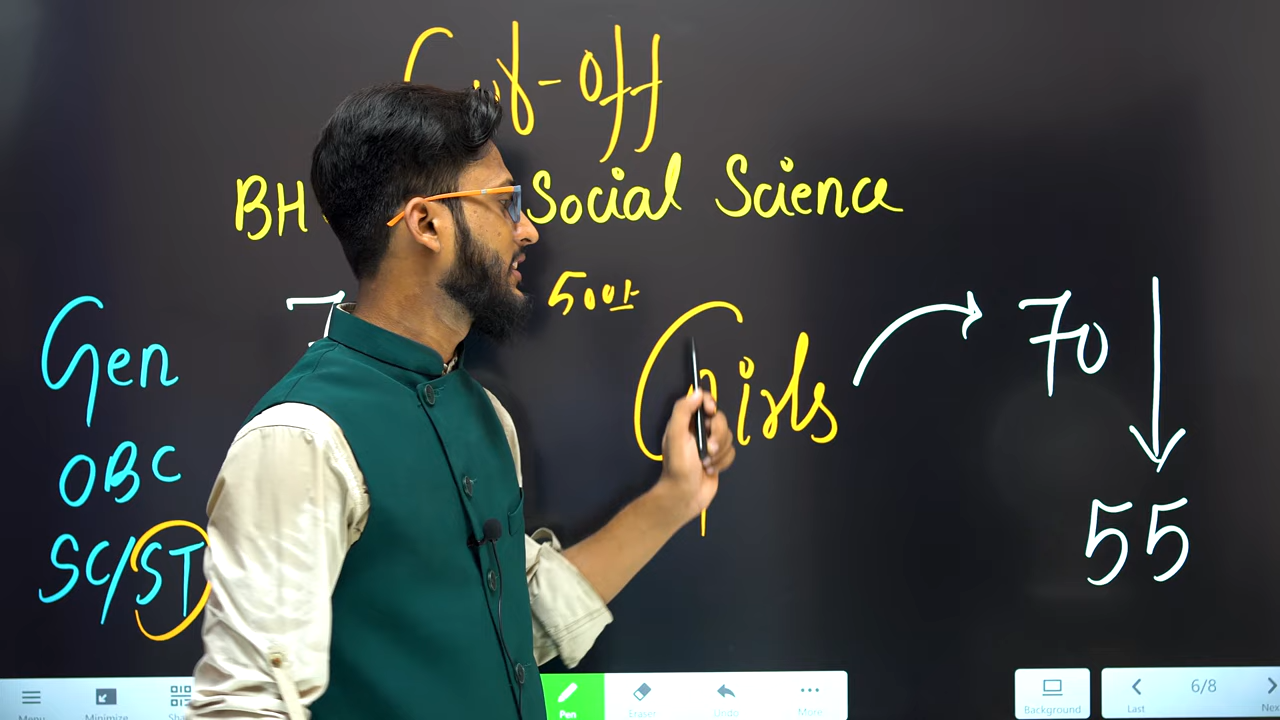 Cut-Off
BH Social Science
7
500+
Gen
Girls
70
OBC
55
SC/ST
Menu
Minimize
Pen
Eraser
Undo
More
Background
Last
6/8